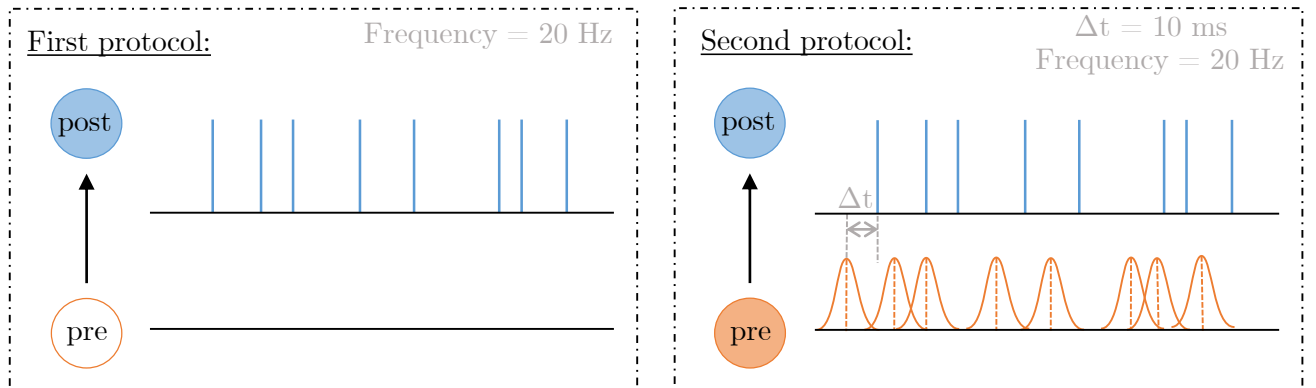 First protocol:
Frequency = 20 Hz
post
pre
Second protocol:
Δt = 10 ms
Frequency = 20 Hz
post
Δt
pre